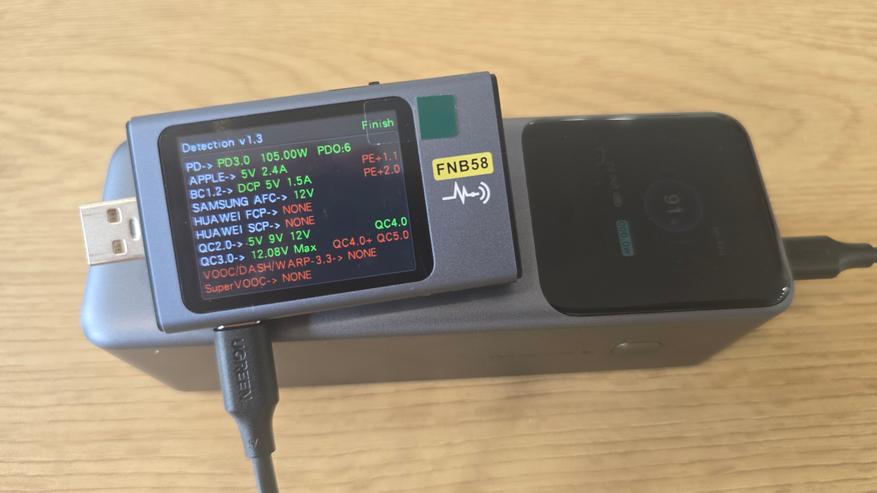 Detection v1.3 Finish
PD-> PD3.0 105.00W PDO:6 PE+1.1
APPLE-> 5V 2.4A PE+2.0
BC1.2-> DCP 5V 1.5A
SAMSUNG AFC-> 12V
HUAWEI FCP-> NONE
HUAWEI SCP-> NONE
QC2.0-> 5V 9V 12V QC4.0
QC3.0-> 12.08V Max QC4.0+ QC5.0
VOOC/DASH/WARP-3.3-> NONE
SuperVOOC-> NONE
FNB58
UGREEN
91